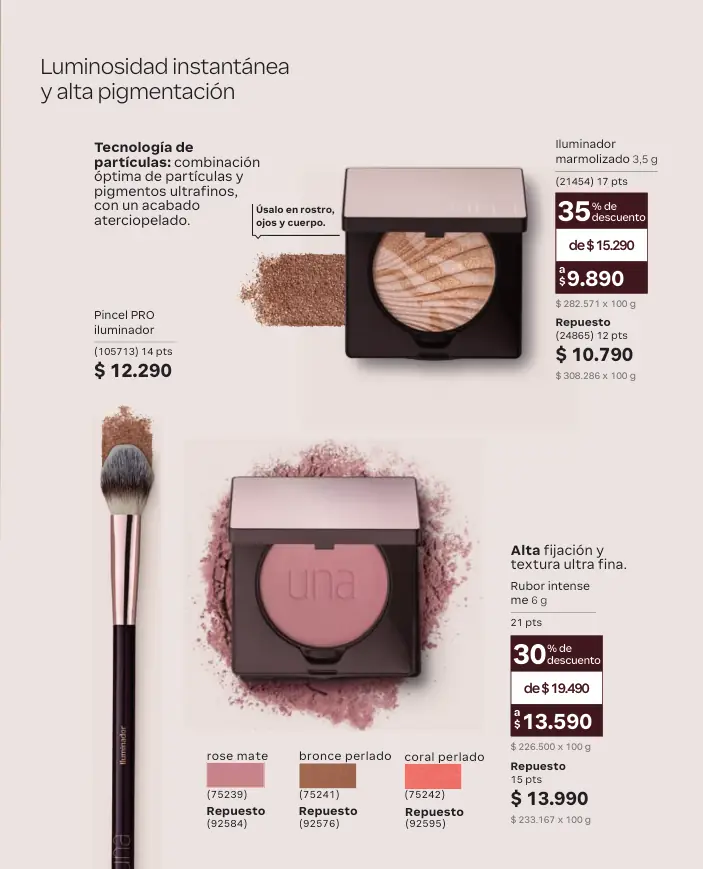 Luminosidad instantánea
y alta pigmentación
Tecnología de
partículas: combinación
óptima de partículas y
pigmentos ultrafinos,
con un acabado
aterciopelado.
Úsalo en rostro,
ojos y cuerpo.
Iluminador
marmolizado 3,5 g
(21454) 17 pts
35 % de
descuento
de $ 15.290
a
$ 9.890
$ 282.571 x 100 g
Repuesto
(24865) 12 pts
$ 10.790
$ 308.286 x 100 g
Pincel PRO
iluminador
(105713) 14 pts
$ 12.290
una
Iluminador
una
Alta fijación y
textura ultra fina.
Rubor intense
me 6 g
21 pts
30 % de
descuento
de $ 19.490
a
$ 13.590
$ 226.500 x 100 g
Repuesto
15 pts
$ 13.990
$ 233.167 x 100 g
rose mate
(75239)
Repuesto
(92584)
bronce perlado
(75241)
Repuesto
(92576)
coral perlado
(75242)
Repuesto
(92595)